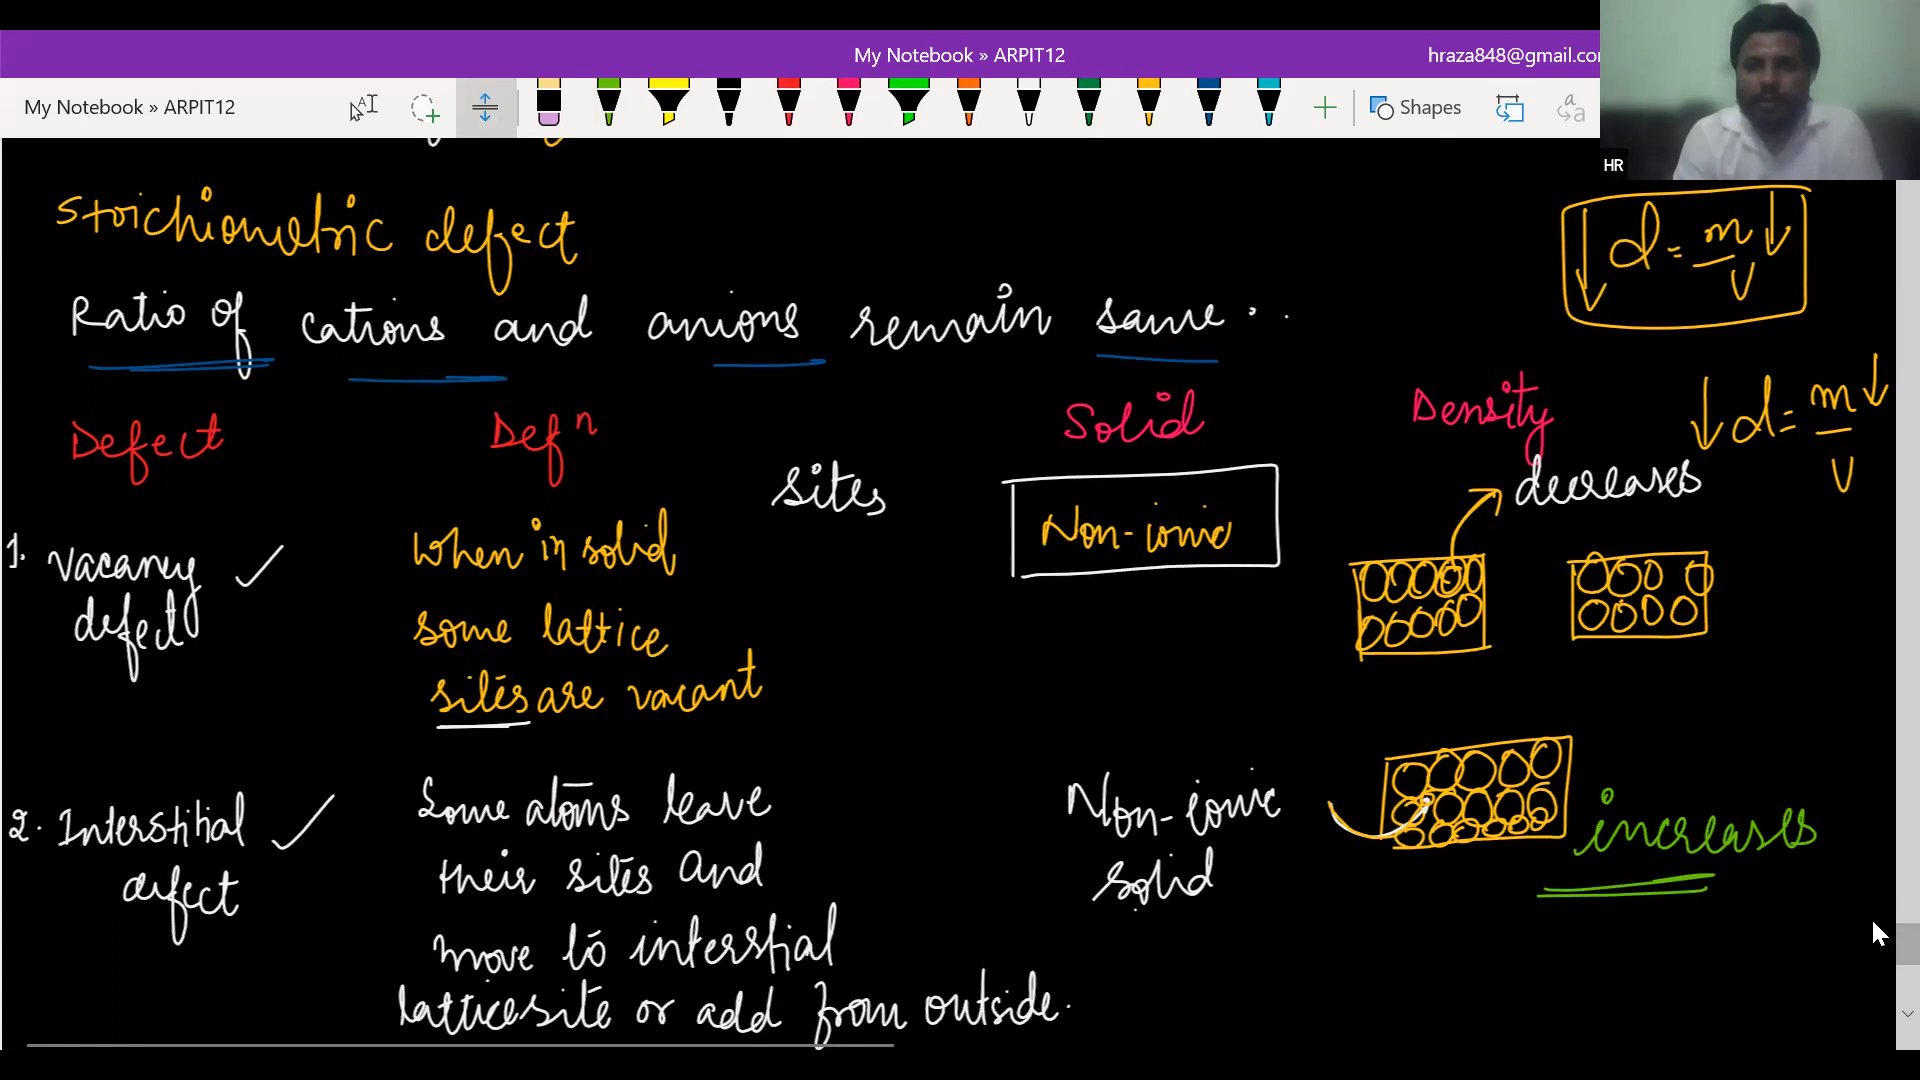 My Notebook » ARPIT12
hraza848@gmail.co
My Notebook » ARPIT12
Shapes
HR
Stoichiometric defect
d = m/v
Ratio of cations and anions remain same.
Defect Defn Solid Density
d = m/v
sites
decreases
1. Vacancy defect
When in solid
some lattice
sites are vacant
Non-ionic
2. Interstitial
defect
Some atoms leave
their sites and
move to interstial
lattice site or add from outside.
Non-ionic
solid
increases